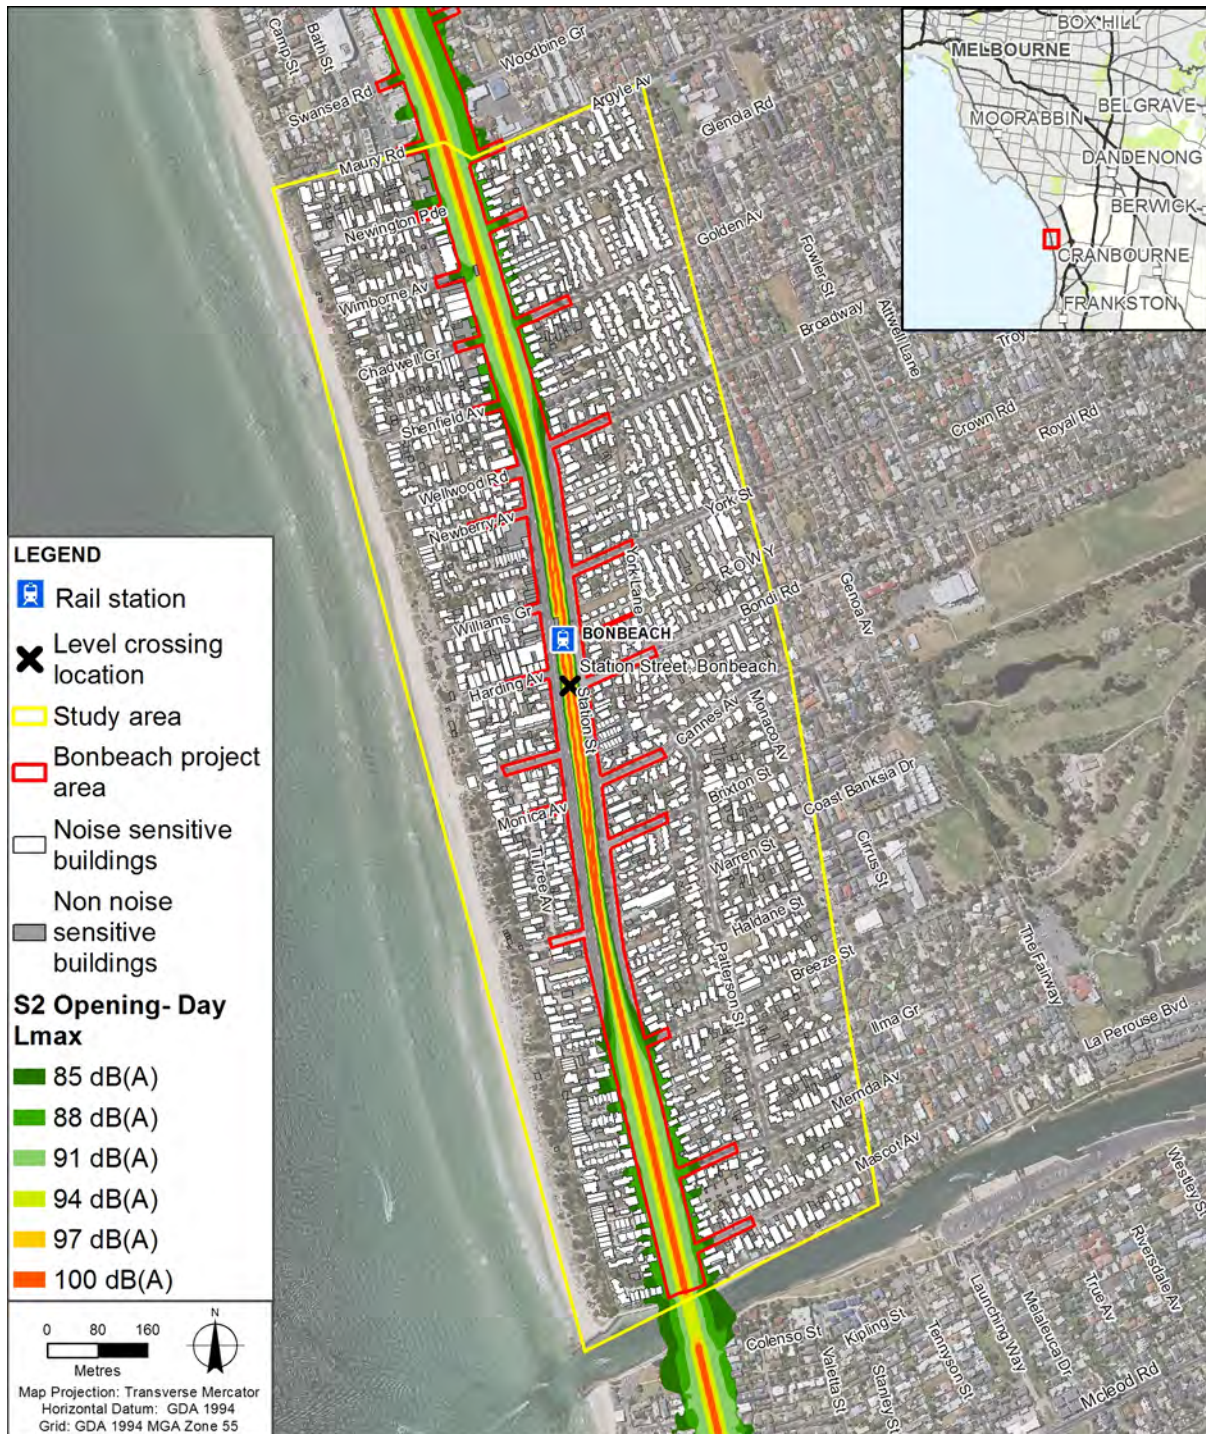 Camp St
Bath St
Woodbine Gr
Swansea Rd
Argyle Av
Glenola Rd
Maury Rd
Newington Pde
Golden Av
Wimborne Av
Fowler St
Broadway
Attwell Lane
Chadwell Gr
Troy
Shenfield Av
Crown Rd
Royal Rd
Wellwood Rd
Newberry Av
York St
York Lane
R O W Y
Bondi Rd
Genoa Av
Williams Gr
BONBEACH
Station Street, Bonbeach
Harding Av
Station St
Cannes Av
Monaco Av
Brixton St
Coast Banksia Dr
Monica Av
Warren St
Cirrus St
Ti Tree Av
Haldane St
Patterson St
Breeze St
The Fairway
Ilma Gr
La Perouse Bvd
Mernda Av
Mascot Av
Westley St
Riversdale Av
True Av
Melaleuca Dr
Launching Way
Tennyson St
Kipling St
Colenso St
Valetta St
Stanley St
Mcleod Rd
BOX HILL
MELBOURNE
BELGRAVE
MOORABBIN
DANDENONG
BERWICK
CRANBOURNE
FRANKSTON
LEGEND
Rail station
Level crossing
location
Study area
Bonbeach project
area
Noise sensitive
buildings
Non noise
sensitive
buildings
S2 Opening- Day
Lmax
85 dB(A)
88 dB(A)
91 dB(A)
94 dB(A)
97 dB(A)
100 dB(A)
0 80 160
Metres
N
Map Projection: Transverse Mercator
Horizontal Datum: GDA 1994
Grid: GDA 1994 MGA Zone 55